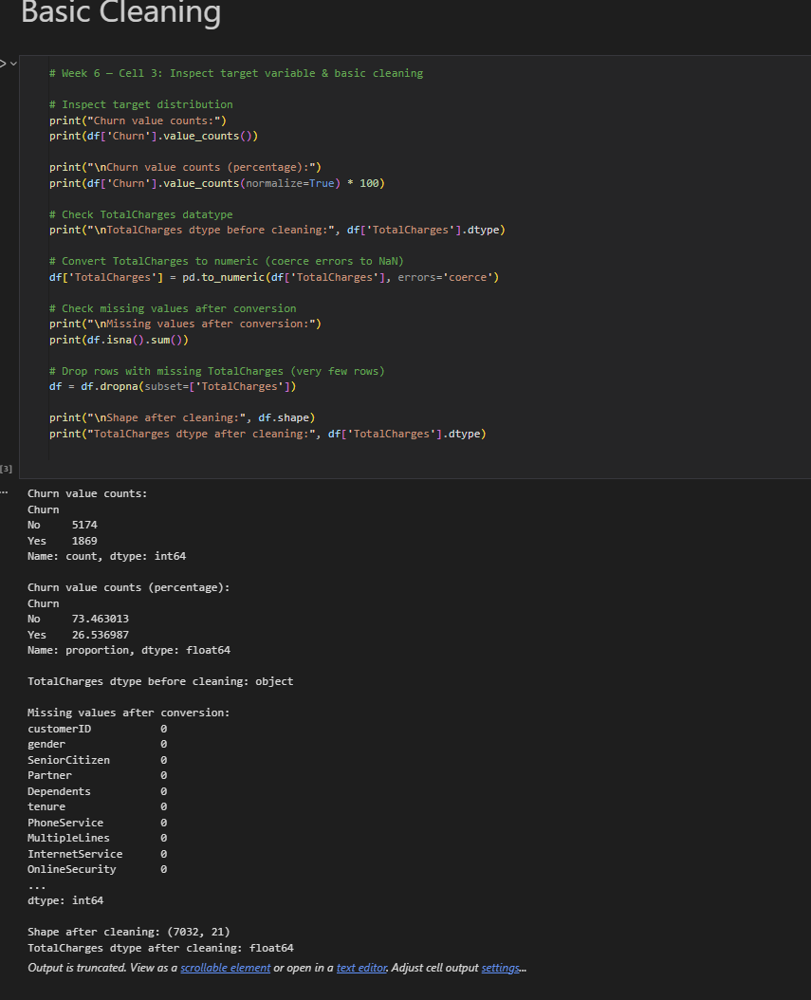 Basic Cleaning
# Week 6 – Cell 3: Inspect target variable & basic cleaning
# Inspect target distribution
print("Churn value counts:")
print(df['Churn'].value_counts())
print("\nChurn value counts (percentage):")
print(df['Churn'].value_counts(normalize=True) * 100)
# Check TotalCharges datatype
print("\nTotalCharges dtype before cleaning:", df['TotalCharges'].dtype)
# Convert TotalCharges to numeric (coerce errors to NaN)
df['TotalCharges'] = pd.to_numeric(df['TotalCharges'], errors='coerce')
# Check missing values after conversion
print("\nMissing values after conversion:")
print(df.isna().sum())
# Drop rows with missing TotalCharges (very few rows)
df = df.dropna(subset=['TotalCharges'])
print("\nShape after cleaning:", df.shape)
print("TotalCharges dtype after cleaning:", df['TotalCharges'].dtype)
[3]
...
Churn value counts:
Churn
No     5174
Yes    1869
Name: count, dtype: int64
Churn value counts (percentage):
Churn
No     73.463013
Yes    26.536987
Name: proportion, dtype: float64
TotalCharges dtype before cleaning: object
Missing values after conversion:
customerID           0
gender               0
SeniorCitizen        0
Partner              0
Dependents           0
tenure               0
PhoneService         0
MultipleLines        0
InternetService      0
OnlineSecurity       0
...
dtype: int64
Shape after cleaning: (7032, 21)
TotalCharges dtype after cleaning: float64
Output is truncated. View as a scrollable element or open in a text editor. Adjust cell output settings...